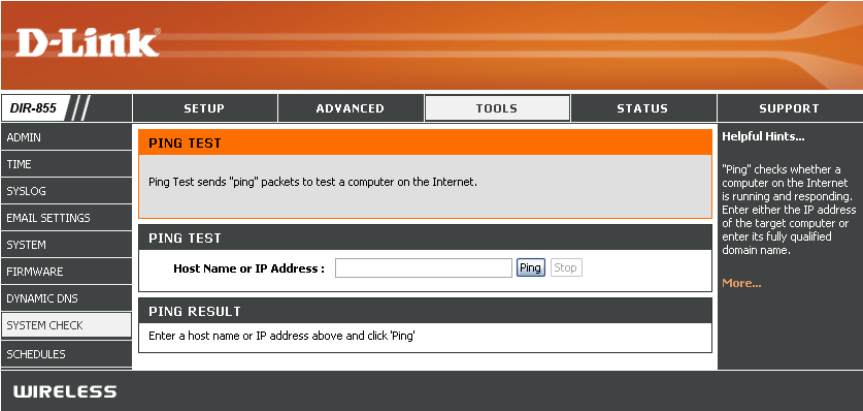 D-Link
DIR-855
SETUP
ADVANCED
TOOLS
STATUS
SUPPORT
ADMIN
TIME
SYSLOG
EMAIL SETTINGS
SYSTEM
FIRMWARE
DYNAMIC DNS
SYSTEM CHECK
SCHEDULES
PING TEST
Ping Test sends "ping" packets to test a computer on the Internet.
PING TEST
Host Name or IP Address :
Ping
Stop
PING RESULT
Enter a host name or IP address above and click 'Ping'
Helpful Hints...
"Ping" checks whether a
computer on the Internet
is running and responding.
Enter either the IP address
of the target computer or
enter its fully qualified
domain name.
More...
WIRELESS